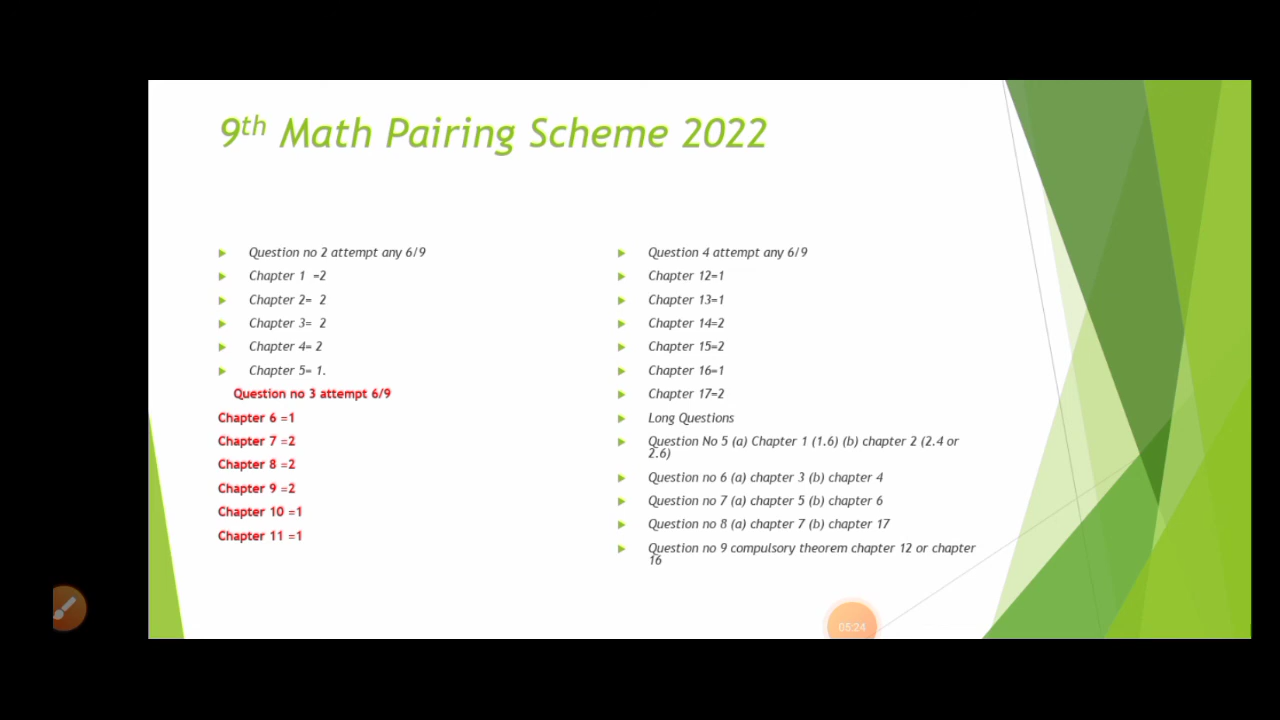 9th Math Pairing Scheme 2022
Question no 2 attempt any 6/9
Chapter 1 =2
Chapter 2= 2
Chapter 3= 2
Chapter 4= 2
Chapter 5= 1.
Question no 3 attempt 6/9
Chapter 6 =1
Chapter 7 =2
Chapter 8 =2
Chapter 9 =2
Chapter 10 =1
Chapter 11 =1
Question 4 attempt any 6/9
Chapter 12=1
Chapter 13=1
Chapter 14=2
Chapter 15=2
Chapter 16=1
Chapter 17=2
Long Questions
Question No 5 (a) Chapter 1 (1.6) (b) chapter 2 (2.4 or
2.6)
Question no 6 (a) chapter 3 (b) chapter 4
Question no 7 (a) chapter 5 (b) chapter 6
Question no 8 (a) chapter 7 (b) chapter 17
Question no 9 compulsory theorem chapter 12 or chapter
16
05:24